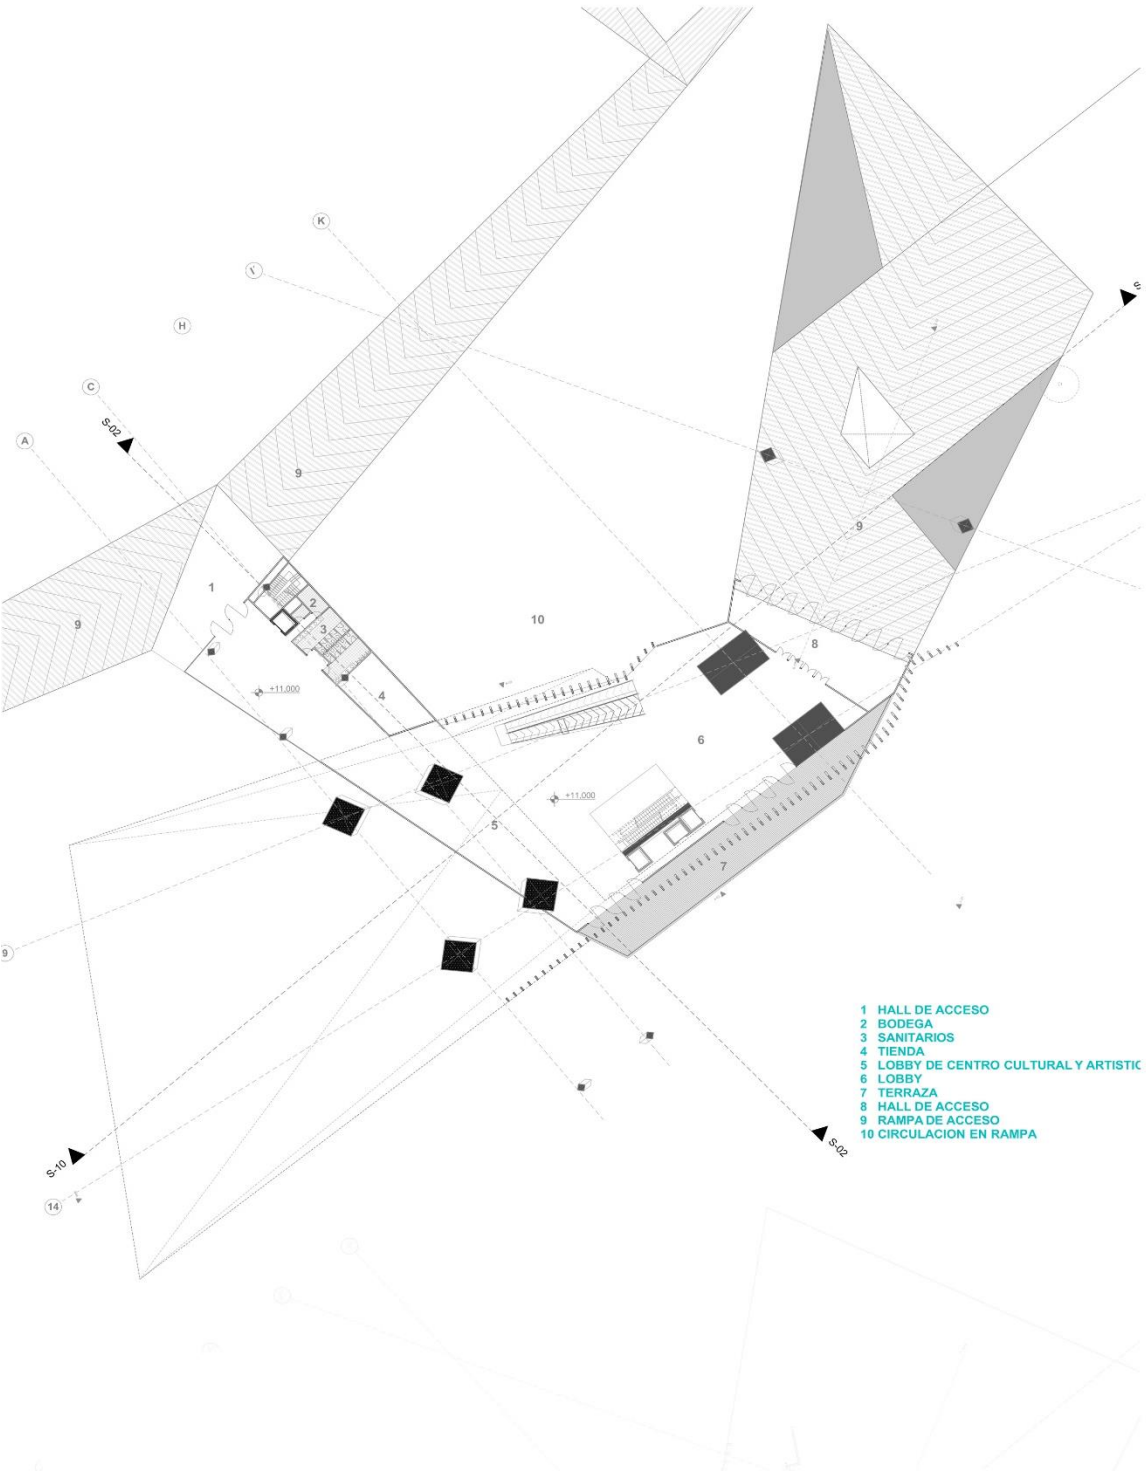 K
I
H
C
S-02
A
9
1
2
3
9
10
9
8
+11,000
4
6
+11,000
5
7
9
1 HALL DE ACCESO
2 BODEGA
3 SANITARIOS
4 TIENDA
5 LOBBY DE CENTRO CULTURAL Y ARTISTIC
6 LOBBY
7 TERRAZA
8 HALL DE ACCESO
9 RAMPA DE ACCESO
10 CIRCULACION EN RAMPA
S-10
S-02
14